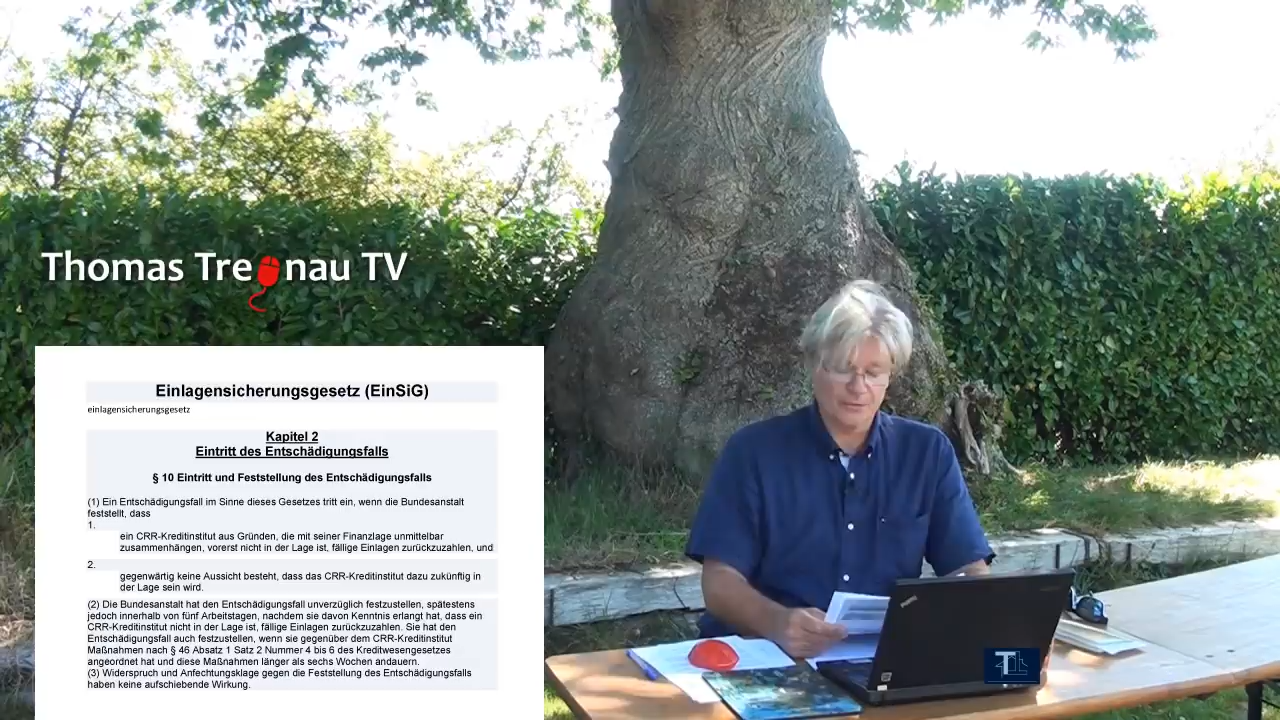 Thomas Tre nau TV
Einlagensicherungsgesetz (EinSiG)
einlagensicherungsgesetz
Kapitel 2
Eintritt des Entschädigungsfalls
§ 10 Eintritt und Feststellung des Entschädigungsfalls
(1) Ein Entschädigungsfall im Sinne dieses Gesetzes tritt ein, wenn die Bundesanstalt
feststellt, dass
1.
ein CRR-Kreditinstitut aus Gründen, die mit seiner Finanzlage unmittelbar
zusammenhängen, vorerst nicht in der Lage ist, fällige Einlagen zurückzuzahlen, und
2.
gegenwärtig keine Aussicht besteht, dass das CRR-Kreditinstitut dazu zukünftig in
der Lage sein wird.
(2) Die Bundesanstalt hat den Entschädigungsfall unverzüglich festzustellen, spätestens
jedoch innerhalb von fünf Arbeitstagen, nachdem sie davon Kenntnis erlangt hat, dass ein
CRR-Kreditinstitut nicht in der Lage ist, fällige Einlagen zurückzuzahlen. Sie hat den
Entschädigungsfall auch festzustellen, wenn sie gegenüber dem CRR-Kreditinstitut
Maßnahmen nach § 46 Absatz 1 Satz 2 Nummer 4 bis 6 des Kreditwesengesetzes
angeordnet hat und diese Maßnahmen länger als sechs Wochen andauern.
(3) Widerspruch und Anfechtungsklage gegen die Feststellung des Entschädigungsfalls
haben keine aufschiebende Wirkung.